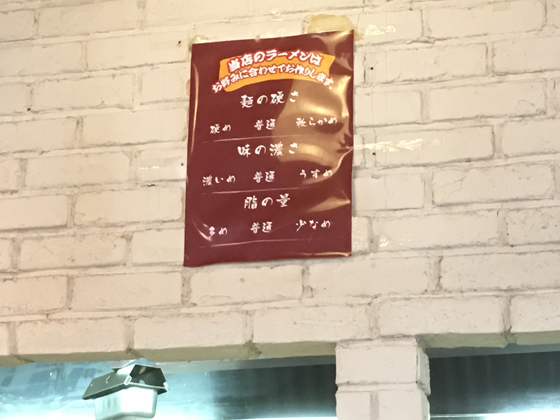 当店のラーメンは
お好みに合わせてお作りします
麺の硬さ
硬め 普通 柔らかめ
味の濃さ
濃いめ 普通 うすめ
脂の量
多め 普通 少なめ